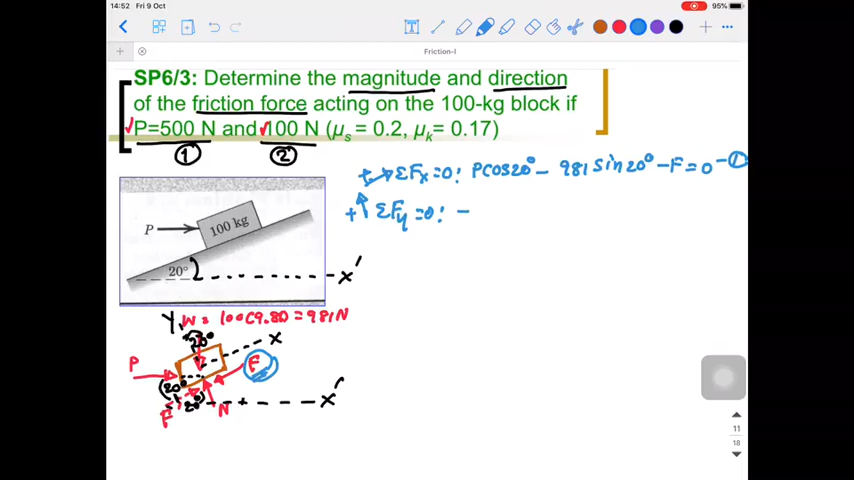 14:52 Fri 9 Oct
95%
Friction-I
SP6/3: Determine the magnitude and direction
of the friction force acting on the 100-kg block if
P=500 N and 100 N (μs = 0.2, μk = 0.17)
① ②
+ ΣFx=0: Pcos20° - 981 sin20° - F = 0 -①
+ ΣFy=0: -
P
100 kg
20°
x'
Y
W = 100(9.81) = 981N
20°
x
P
F
20°
20°
F
N
x'
11
18